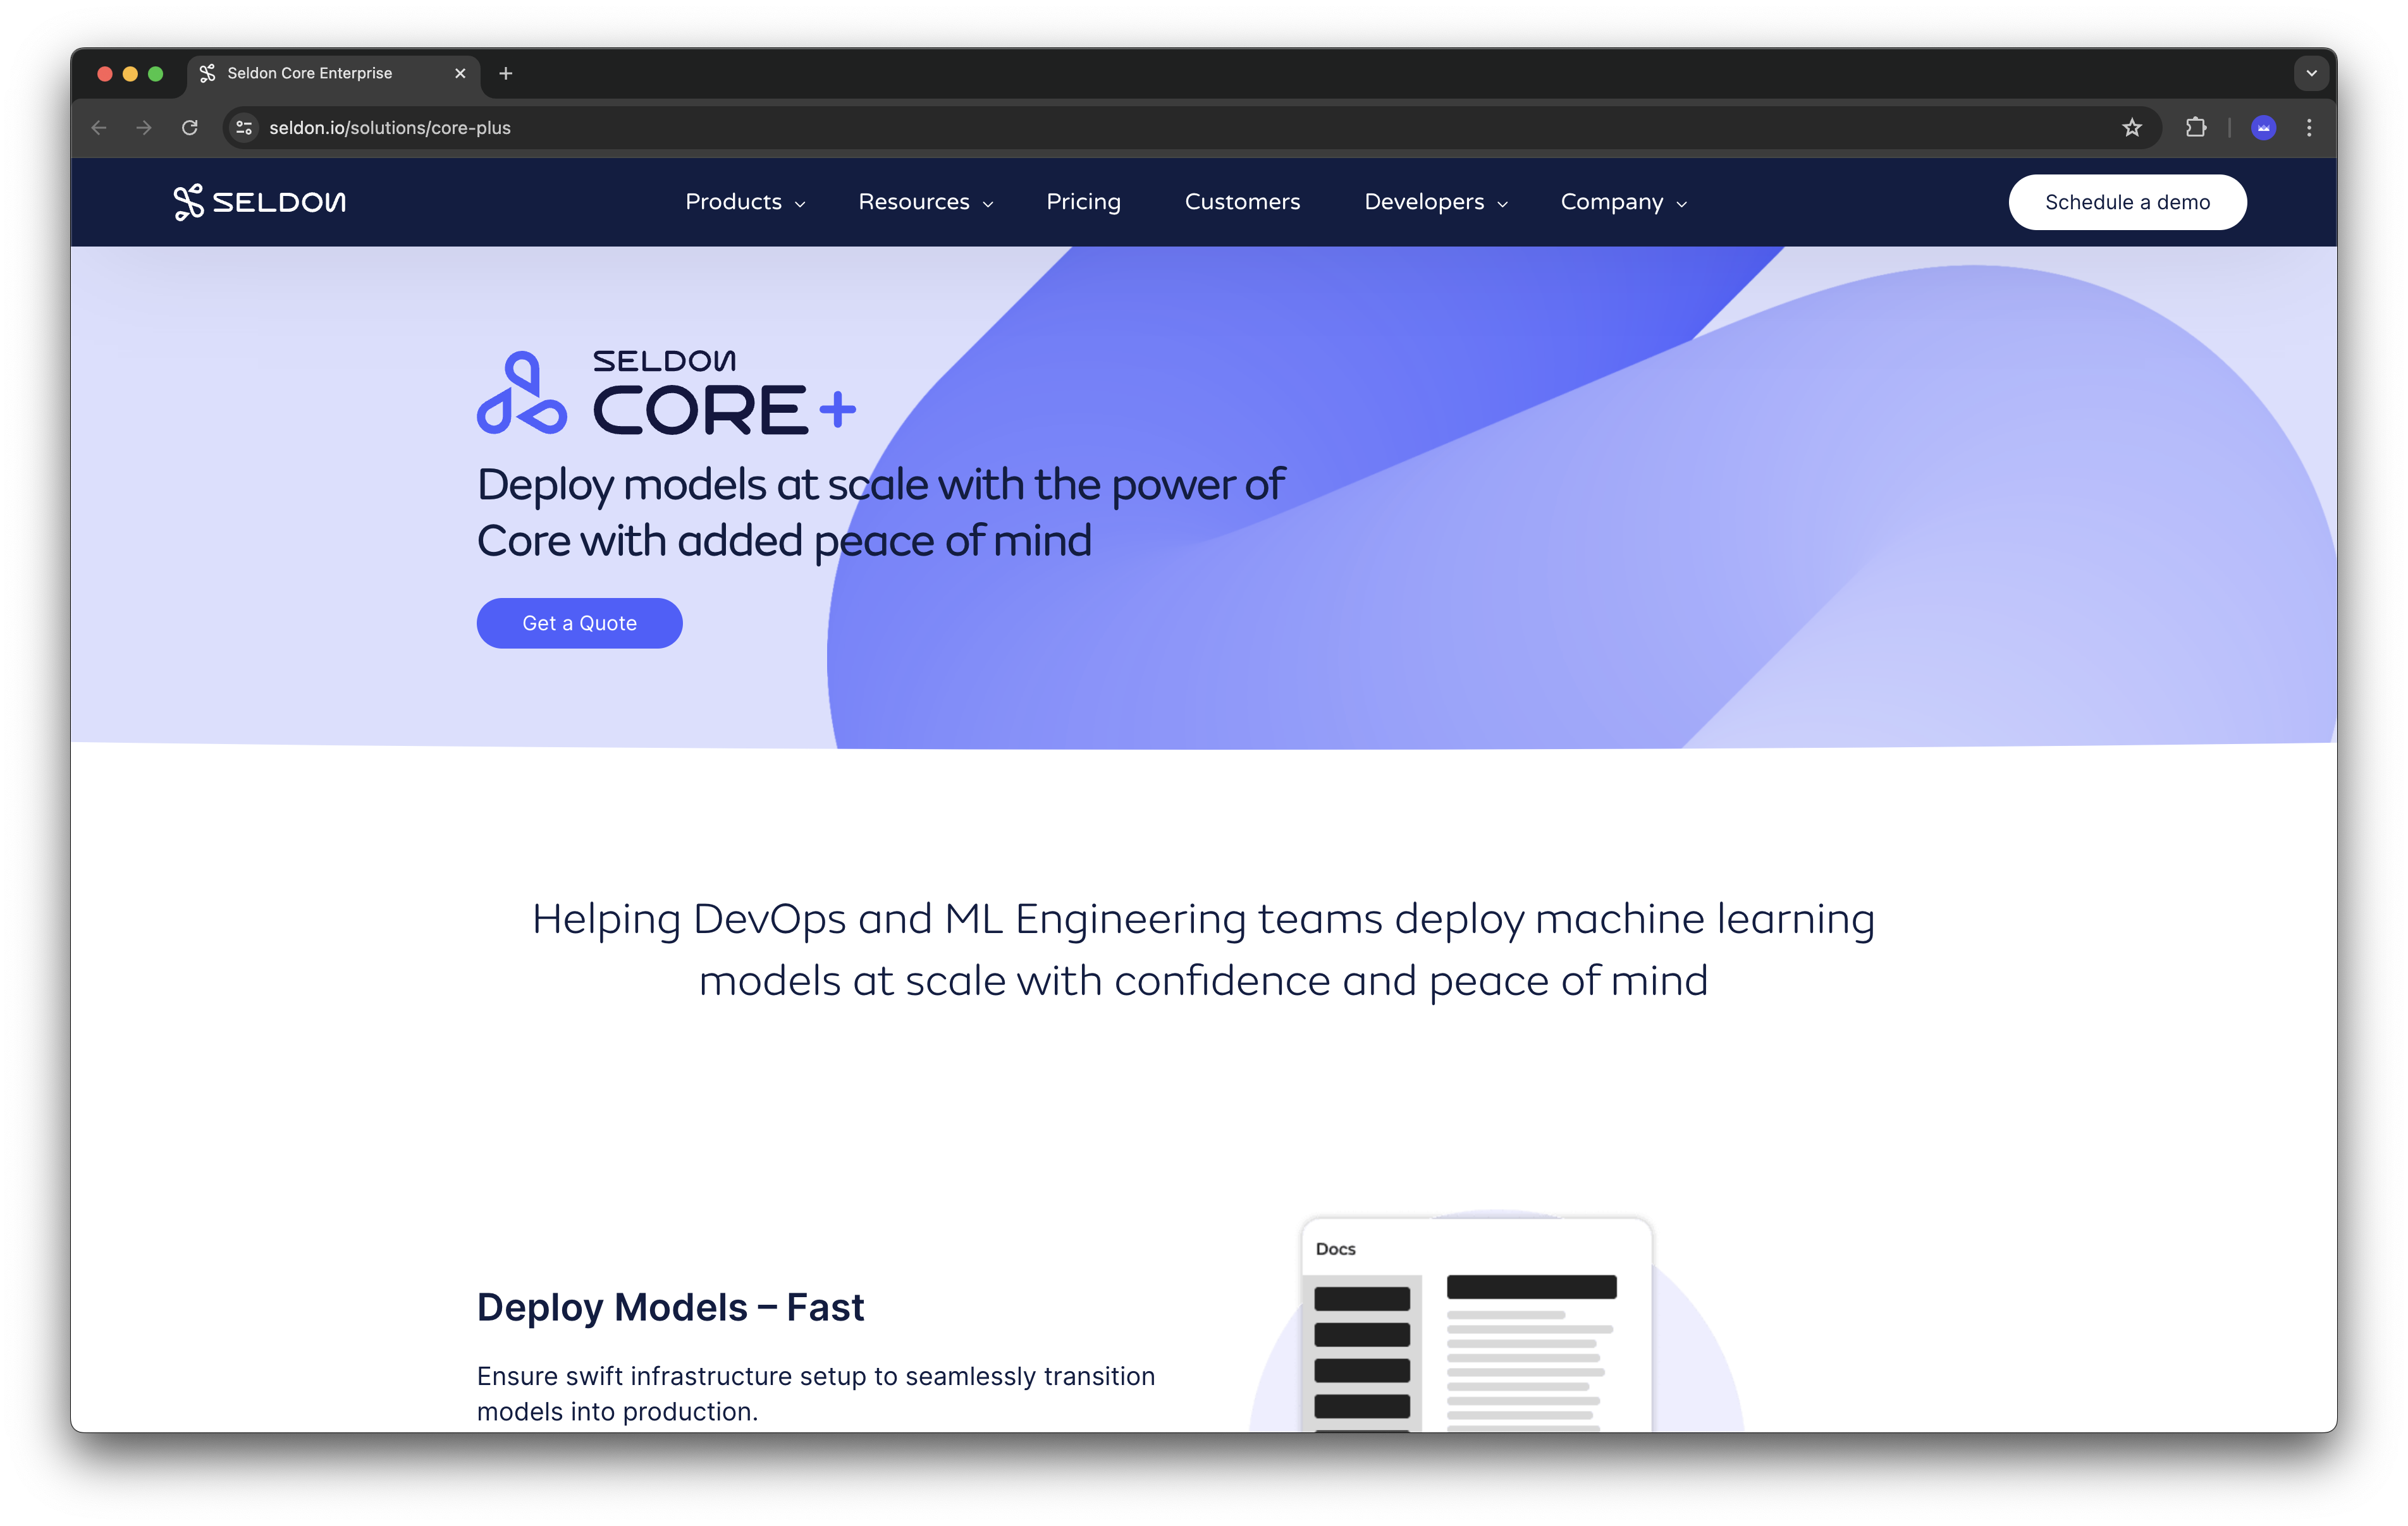 Seldon Core Enterprise
seldon.io/solutions/core-plus
SELDON
Products
Resources
Pricing
Customers
Developers
Company
Schedule a demo
SELDON
CORE+
Deploy models at scale with the power of
Core with added peace of mind
Get a Quote
Helping DevOps and ML Engineering teams deploy machine learning
models at scale with confidence and peace of mind
Deploy Models – Fast
Ensure swift infrastructure setup to seamlessly transition
models into production.
Docs